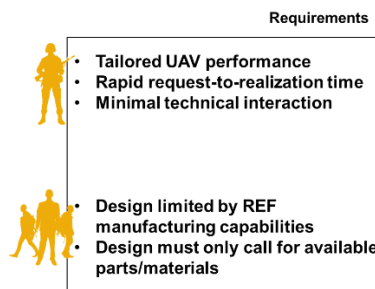 Requirements
• Tailored UAV performance
• Rapid request-to-realization time
• Minimal technical interaction
• Design limited by REF
manufacturing capabilities
• Design must only call for available
parts/materials